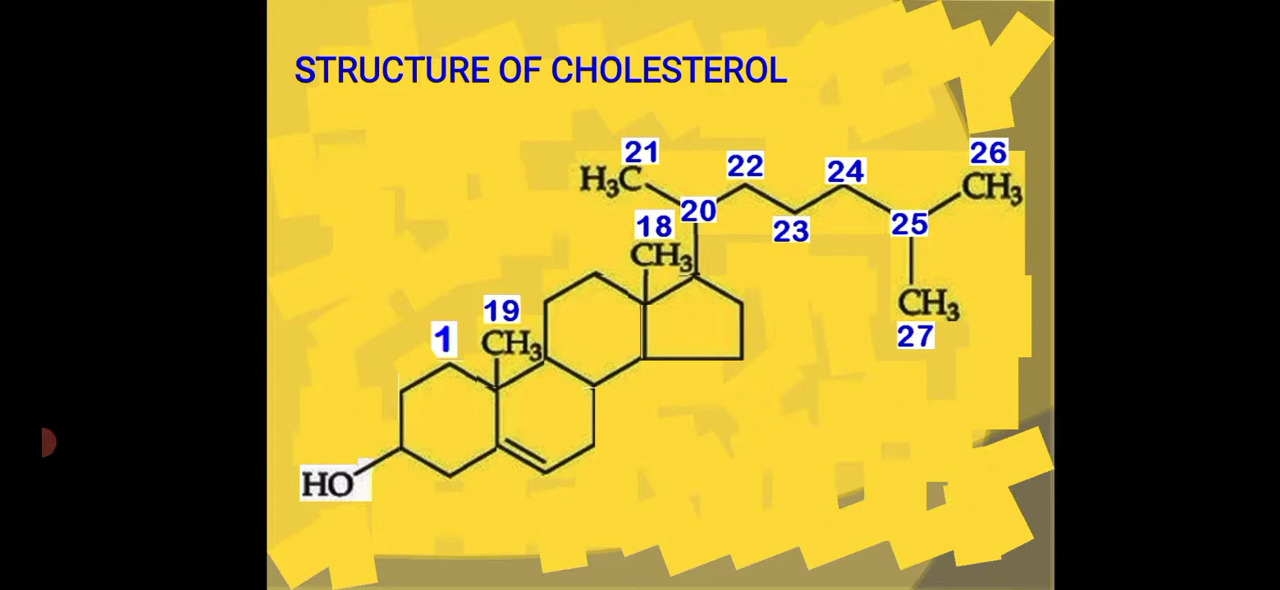 STRUCTURE OF CHOLESTEROL
21
22
24
26
H₃C
CH₃
20
18
23
25
CH₃
19
CH₃
27
1
CH₃
HO